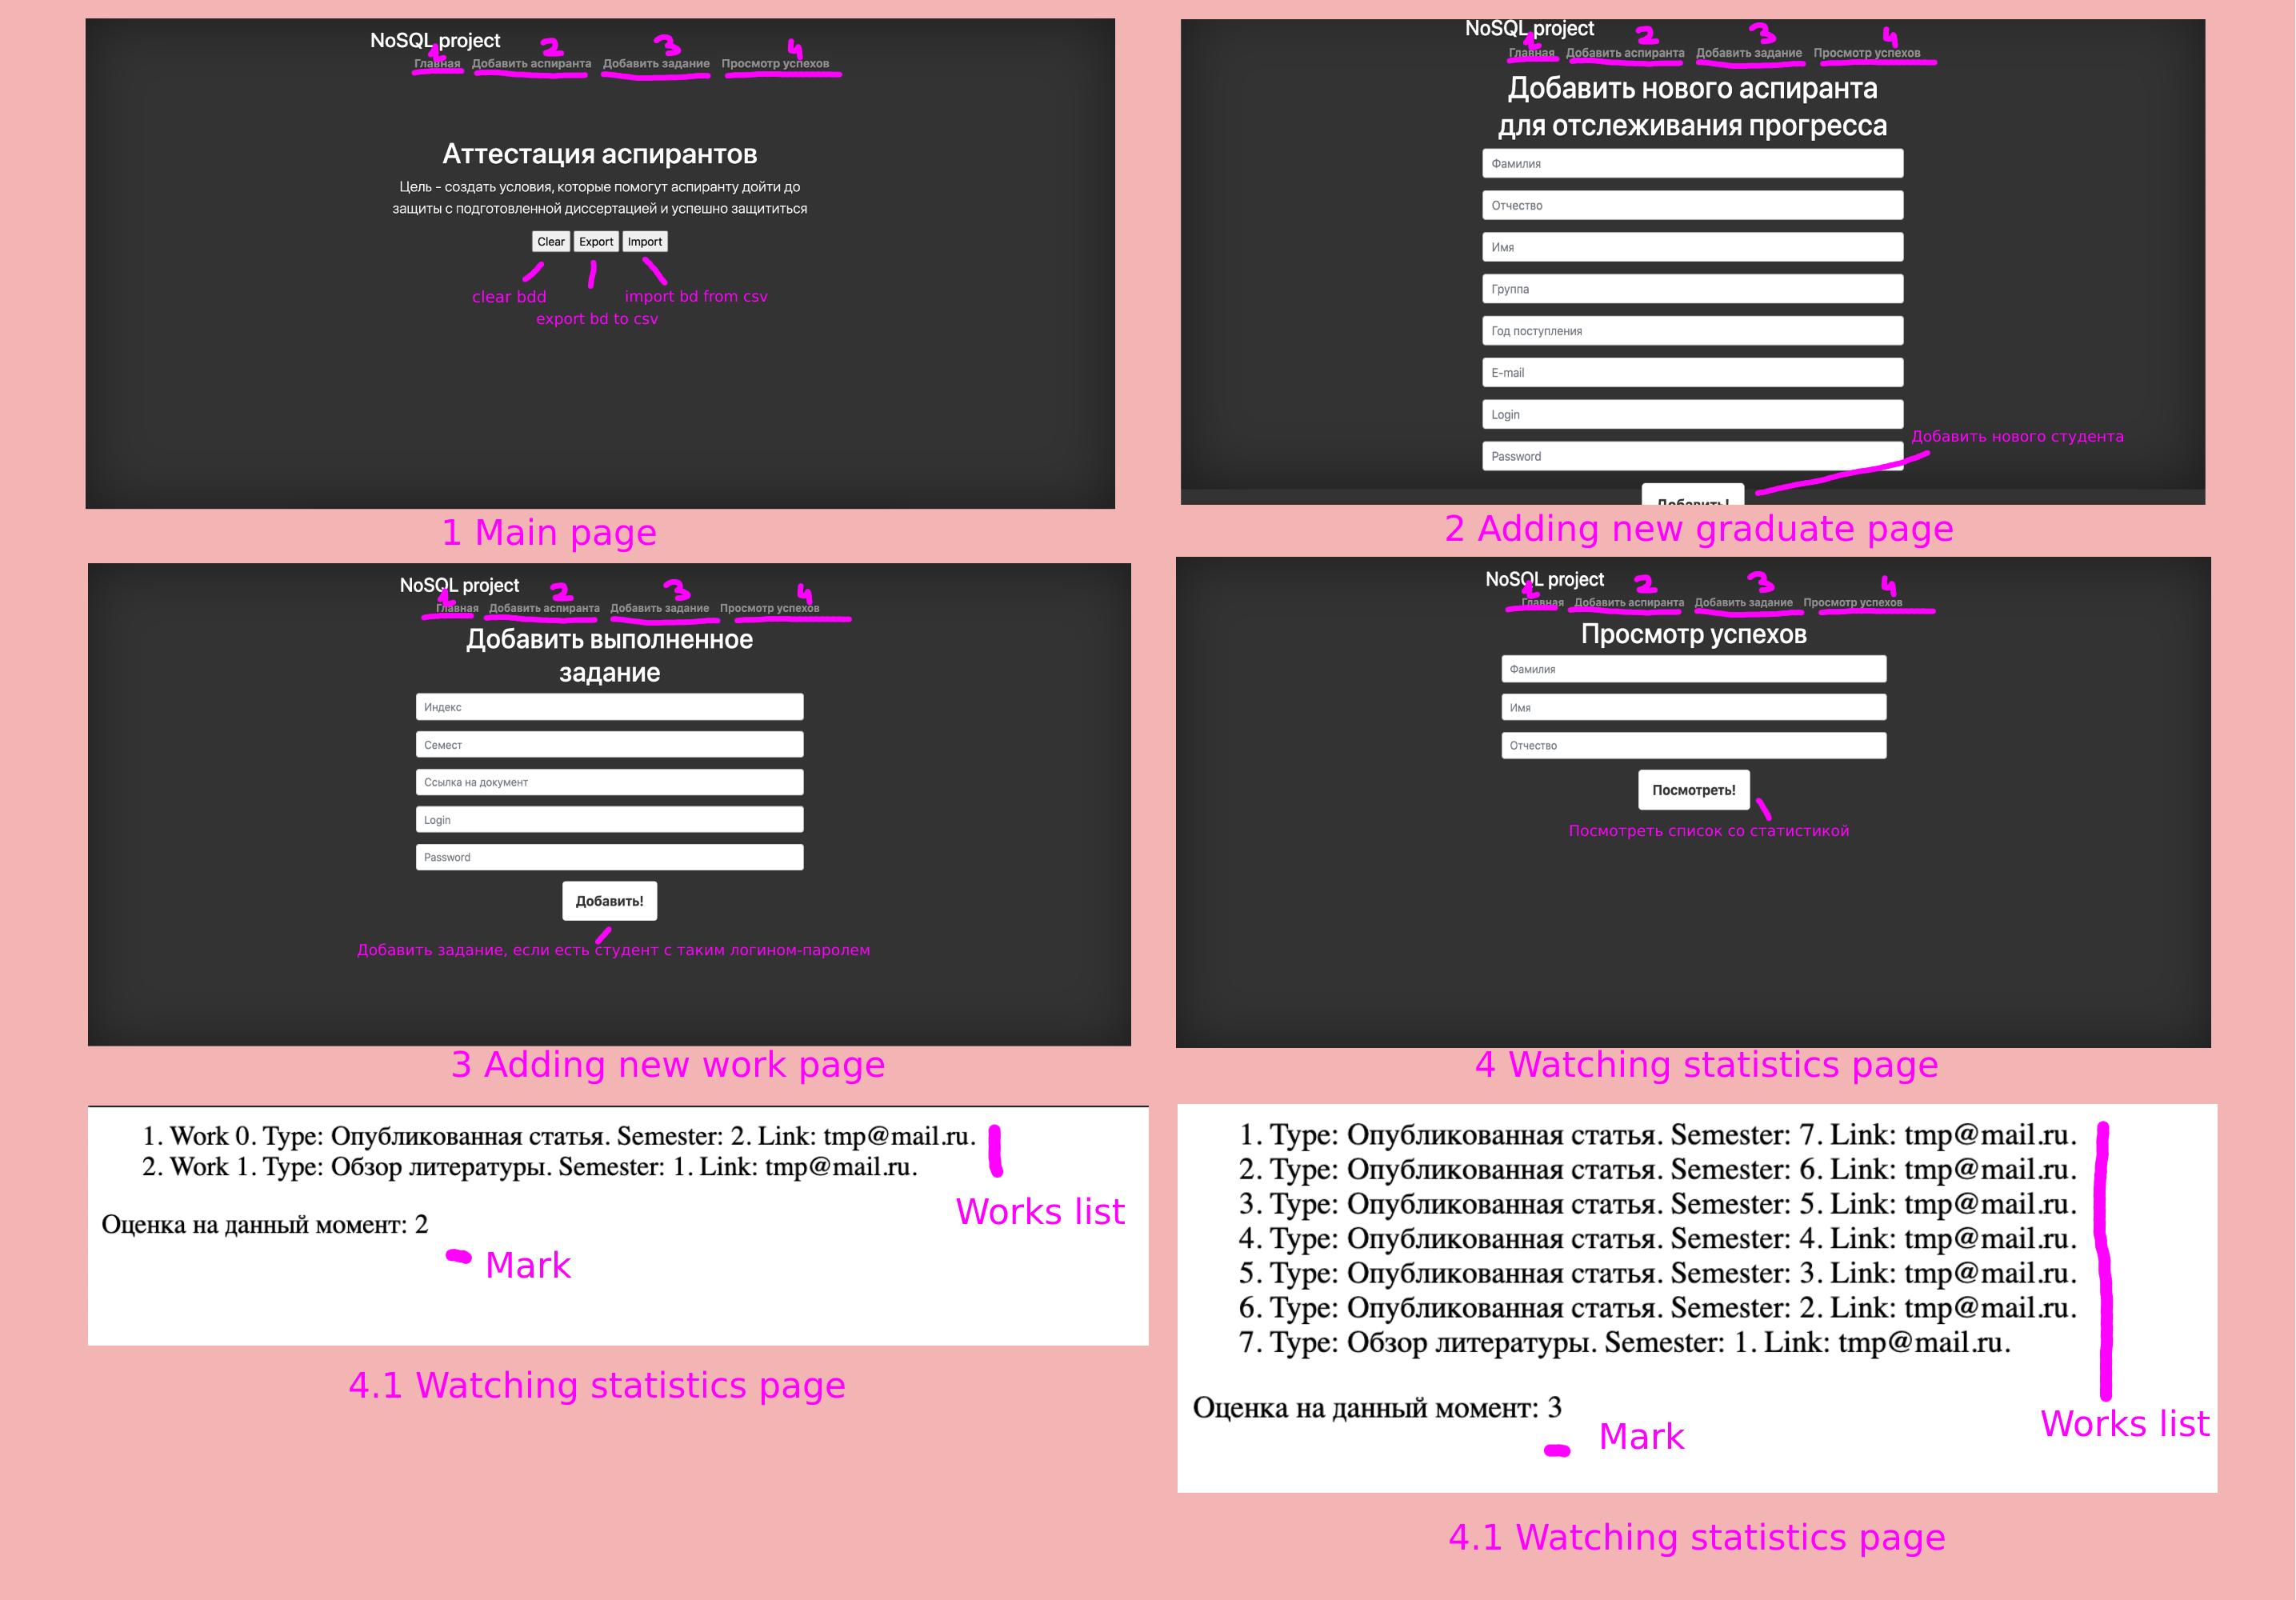 NoSQL project
1 2 3 4
Главная Добавить аспиранта Добавить задание Просмотр успехов
Аттестация аспирантов
Цель - создать условия, которые помогут аспиранту дойти до
защиты с подготовленной диссертацией и успешно защититься
Clear Export Import
clear bdd
import bd from csv
export bd to csv
1 Main page
NoSQL project
1 2 3 4
Главная Добавить аспиранта Добавить задание Просмотр успехов
Добавить нового аспиранта
для отслеживания прогресса
Фамилия
Отчество
Имя
Группа
Год поступления
E-mail
Login
Password
Добавить нового студента
Добавить!
2 Adding new graduate page
NoSQL project
1 2 3 4
Главная Добавить аспиранта Добавить задание Просмотр успехов
Добавить выполненное
задание
Индекс
Семест
Ссылка на документ
Login
Password
Добавить!
Добавить задание, если есть студент с таким логином-паролем
3 Adding new work page
NoSQL project
1 2 3 4
Главная Добавить аспиранта Добавить задание Просмотр успехов
Просмотр успехов
Фамилия
Имя
Отчество
Посмотреть!
Посмотреть список со статистикой
4 Watching statistics page
1. Work 0. Type: Опубликованная статья. Semester: 2. Link: tmp@mail.ru.
2. Work 1. Type: Обзор литературы. Semester: 1. Link: tmp@mail.ru.
Works list
Оценка на данный момент: 2
Mark
4.1 Watching statistics page
1. Type: Опубликованная статья. Semester: 7. Link: tmp@mail.ru.
2. Type: Опубликованная статья. Semester: 6. Link: tmp@mail.ru.
3. Type: Опубликованная статья. Semester: 5. Link: tmp@mail.ru.
4. Type: Опубликованная статья. Semester: 4. Link: tmp@mail.ru.
5. Type: Опубликованная статья. Semester: 3. Link: tmp@mail.ru.
6. Type: Опубликованная статья. Semester: 2. Link: tmp@mail.ru.
7. Type: Обзор литературы. Semester: 1. Link: tmp@mail.ru.
Оценка на данный момент: 3
Works list
Mark
4.1 Watching statistics page